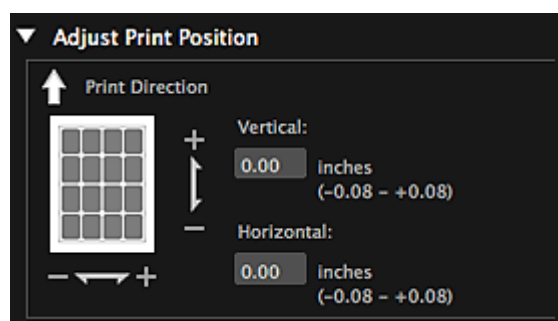 Adjust Print Position
Print Direction
Vertical:
0.00 inches
(-0.08 – +0.08)
Horizontal:
0.00 inches
(-0.08 – +0.08)
+
−
− +